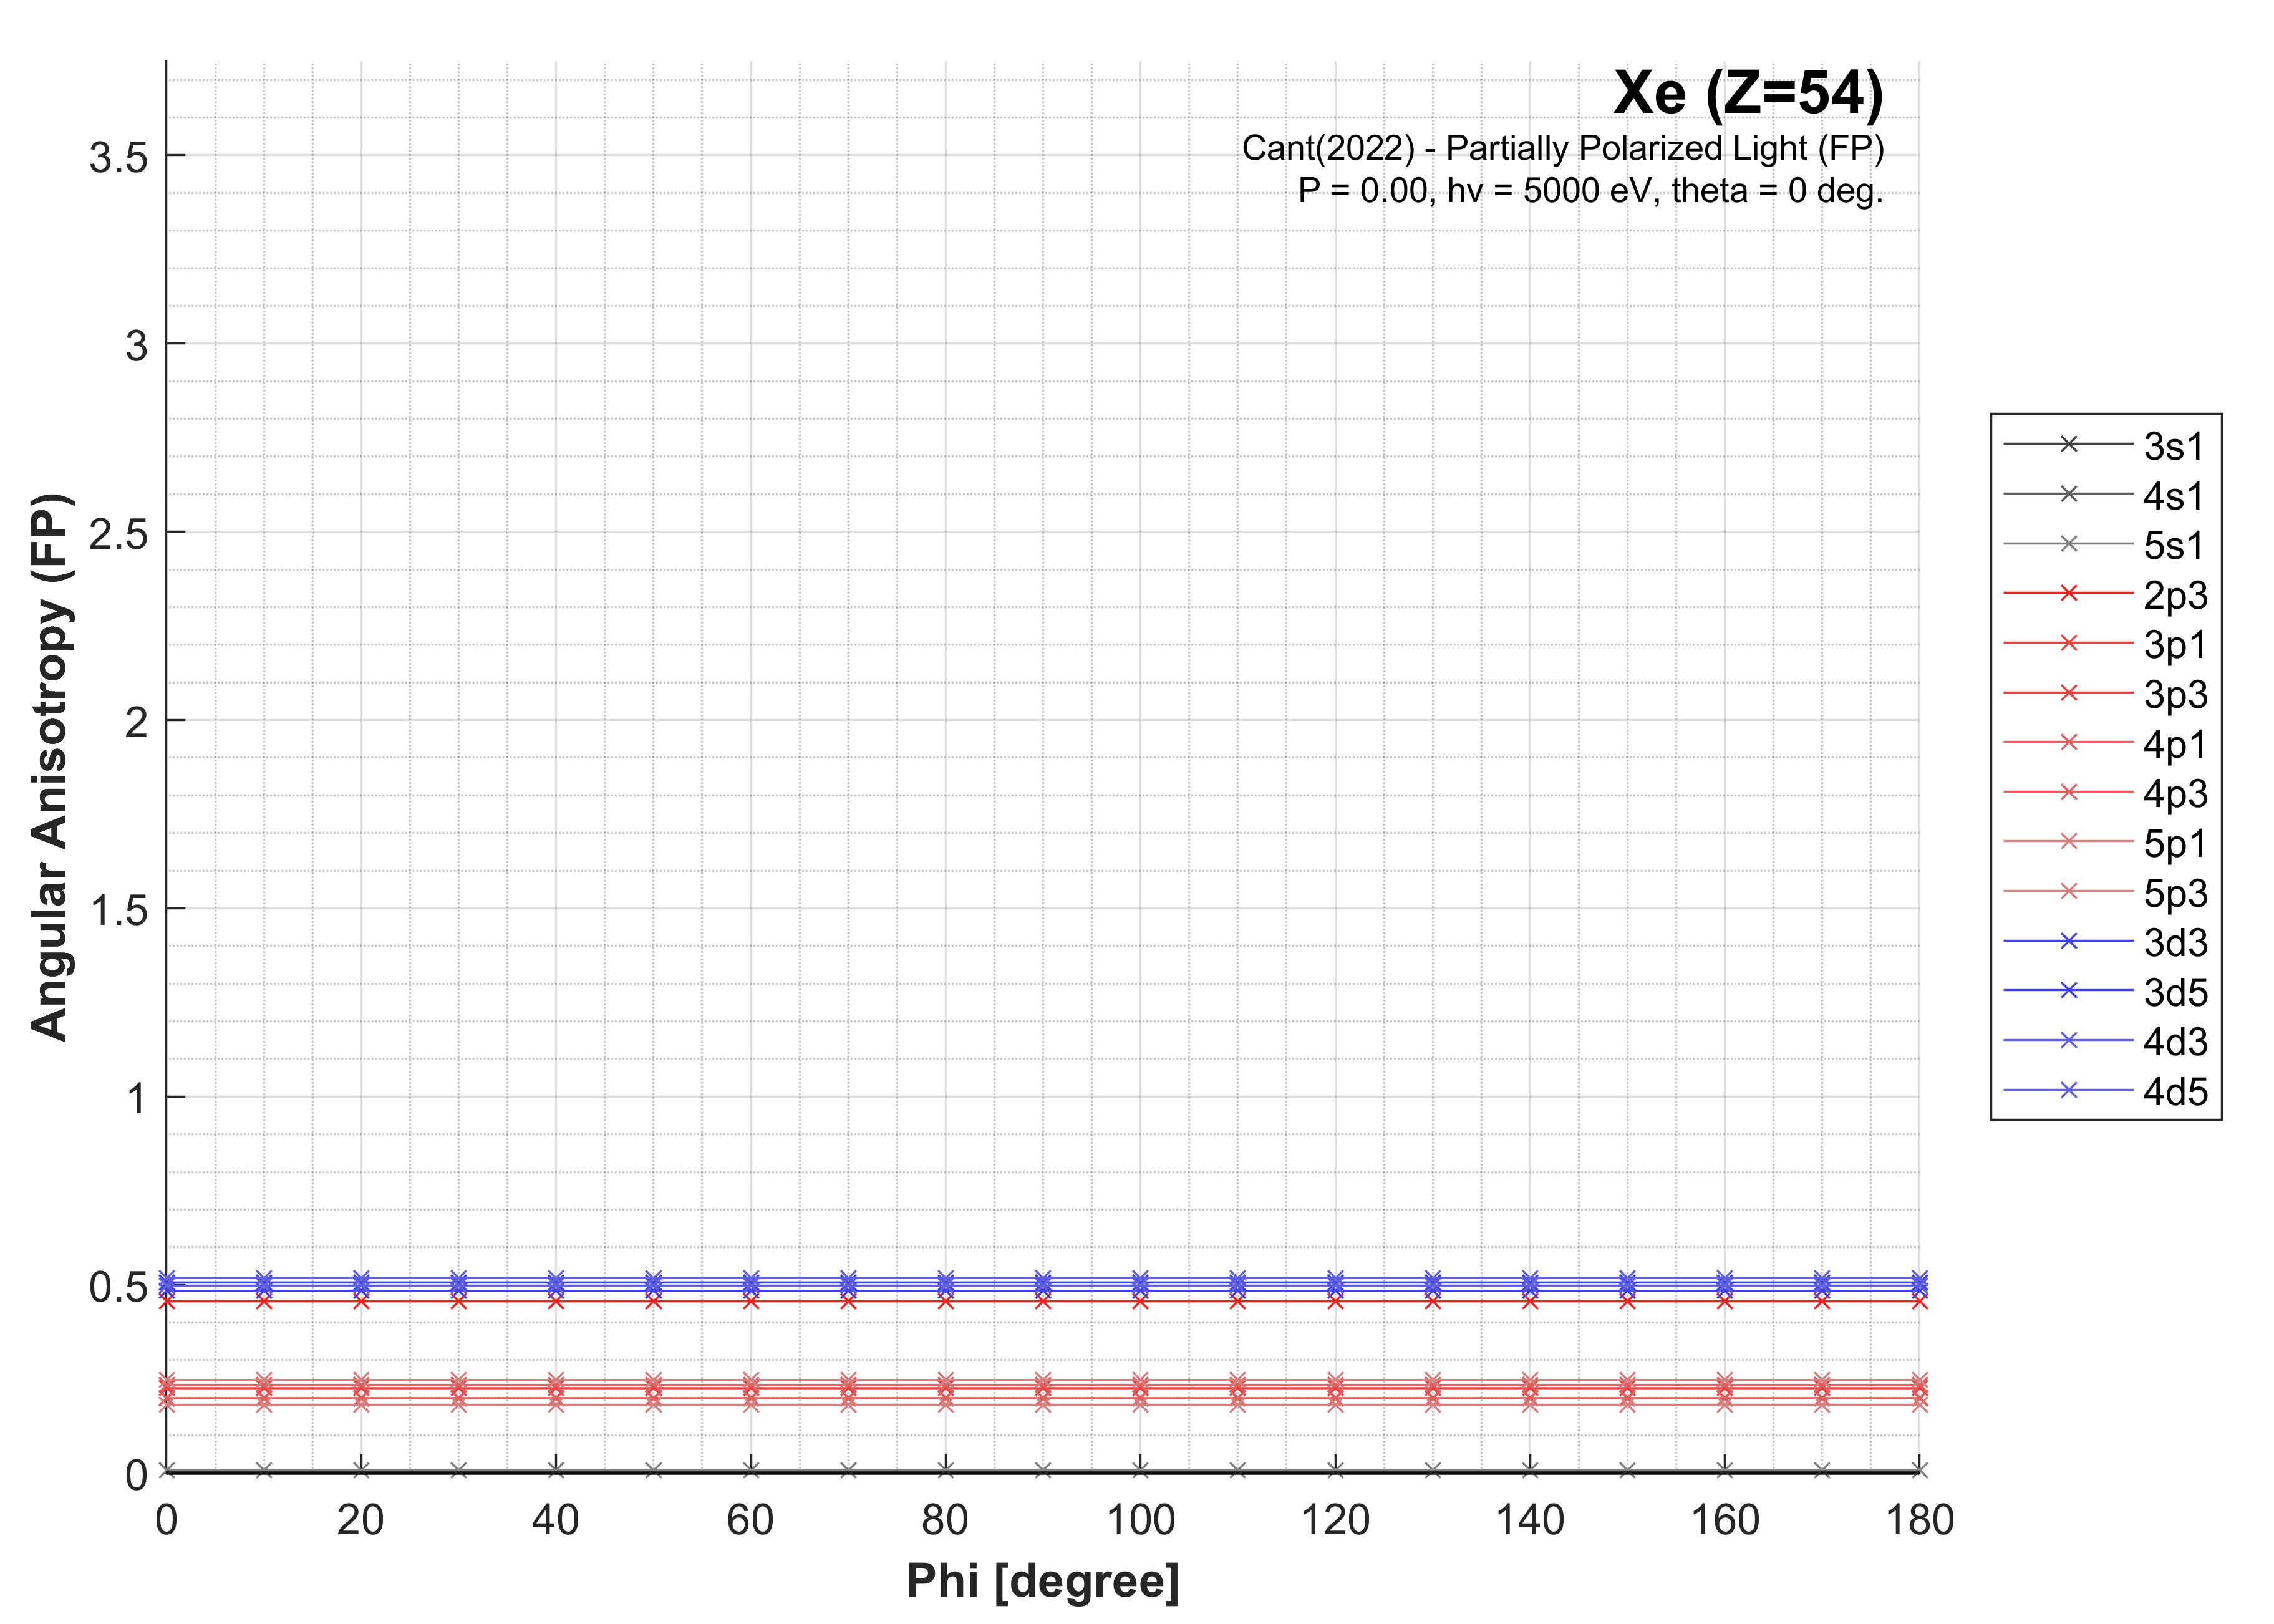 Xe (Z=54)
Cant(2022) - Partially Polarized Light (FP)
P = 0.00, hv = 5000 eV, theta = 0 deg.
Angular Anisotropy (FP)
3.5
3
2.5
2
1.5
1
0.5
0
0 20 40 60 80 100 120 140 160 180
Phi [degree]
3s1
4s1
5s1
2p3
3p1
3p3
4p1
4p3
5p1
5p3
3d3
3d5
4d3
4d5